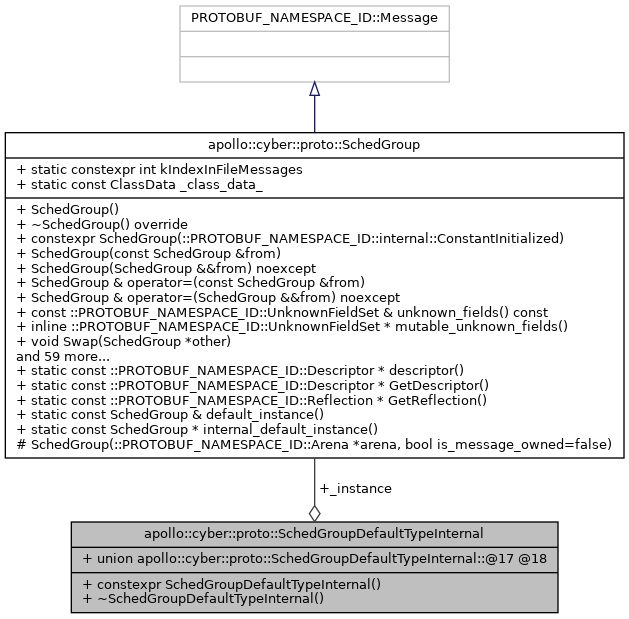 PROTOBUF_NAMESPACE_ID::Message
apollo::cyber::proto::SchedGroup
+ static constexpr int kIndexInFileMessages
+ static const ClassData _class_data_
+ SchedGroup()
+ ~SchedGroup() override
+ constexpr SchedGroup(::PROTOBUF_NAMESPACE_ID::internal::ConstantInitialized)
+ SchedGroup(const SchedGroup &from)
+ SchedGroup(SchedGroup &&from) noexcept
+ SchedGroup & operator=(const SchedGroup &from)
+ SchedGroup & operator=(SchedGroup &&from) noexcept
+ const ::PROTOBUF_NAMESPACE_ID::UnknownFieldSet & unknown_fields() const
+ inline ::PROTOBUF_NAMESPACE_ID::UnknownFieldSet * mutable_unknown_fields()
+ void Swap(SchedGroup *other)
and 59 more...
+ static const ::PROTOBUF_NAMESPACE_ID::Descriptor * descriptor()
+ static const ::PROTOBUF_NAMESPACE_ID::Descriptor * GetDescriptor()
+ static const ::PROTOBUF_NAMESPACE_ID::Reflection * GetReflection()
+ static const SchedGroup & default_instance()
+ static const SchedGroup * internal_default_instance()
# SchedGroup(::PROTOBUF_NAMESPACE_ID::Arena *arena, bool is_message_owned=false)
+_instance
apollo::cyber::proto::SchedGroupDefaultTypeInternal
+ union apollo::cyber::proto::SchedGroupDefaultTypeInternal::@17 @18
+ constexpr SchedGroupDefaultTypeInternal()
+ ~SchedGroupDefaultTypeInternal()